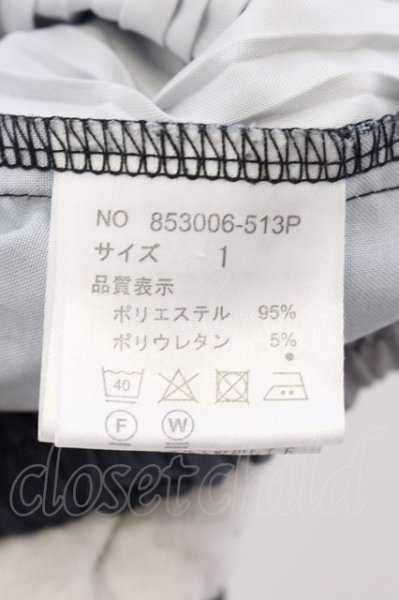 NO 853006-513P
サイズ 1
品質表示
ポリエステル 95%
ポリウレタン 5%
40
F W
closetchild